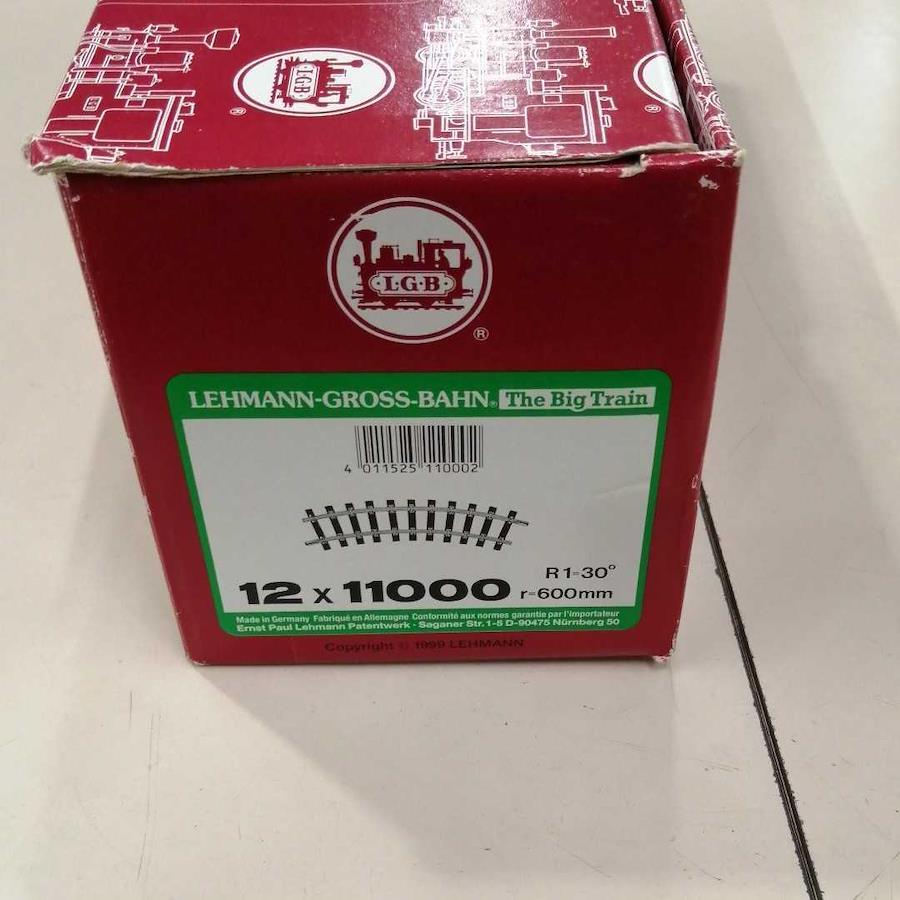 L·G·B
®
®
L·G·B
®
LEHMANN-GROSS-BAHN® The Big Train
4 011525 110002
R1=30°
12 x 11000 r=600mm
Made in Germany Fabriqué en Allemagne Conformité aux normes garantie par l'importateur
Ernst Paul Lehmann Patentwerk · Saganer Str. 1-5 D-90475 Nürnberg 50
Copyright © 1999 LEHMANN